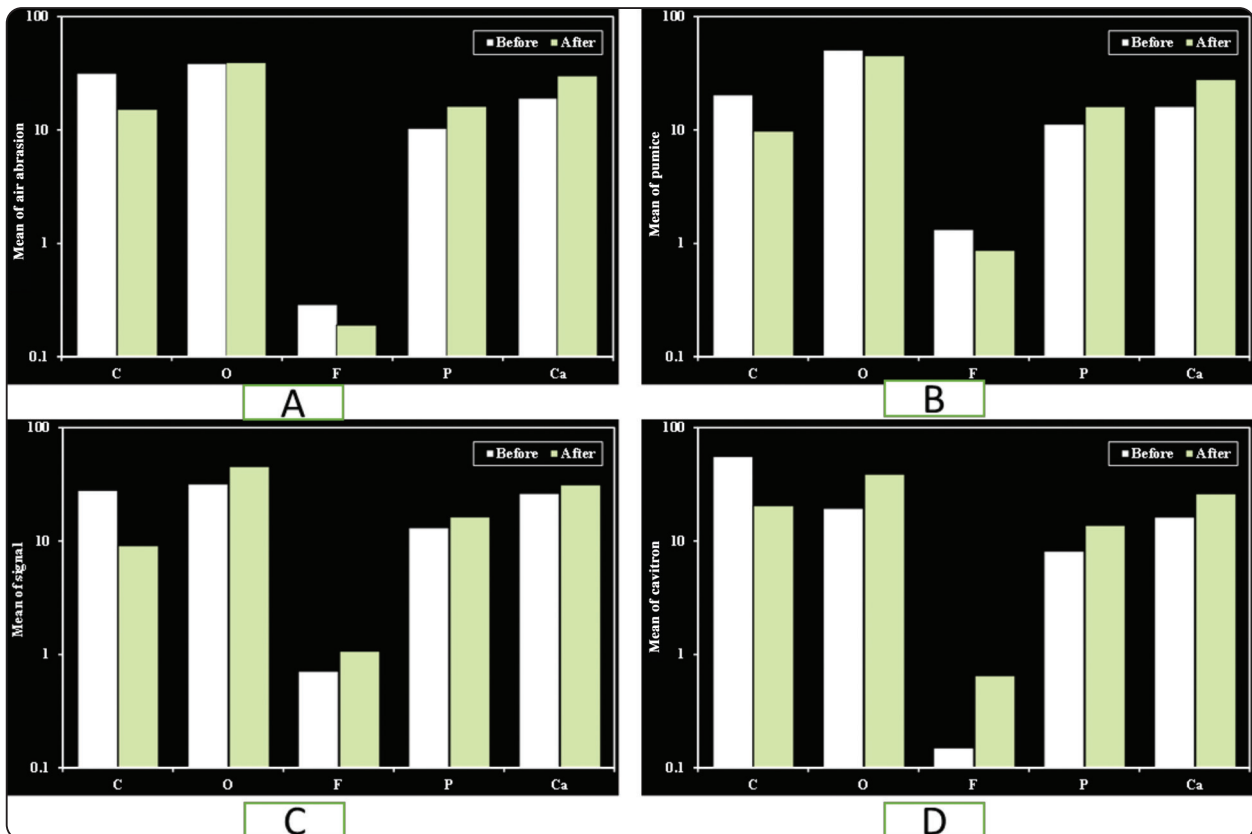 100
Before After
10
Mean of air abrasion
1
0.1
C O F P Ca
A
100
Before After
10
Mean of pumice
1
0.1
C O F P Ca
B
100
Before After
10
Mean of signal
1
0.1
C O F P Ca
C
100
Before After
10
Mean of cavitron
1
0.1
C O F P Ca
D